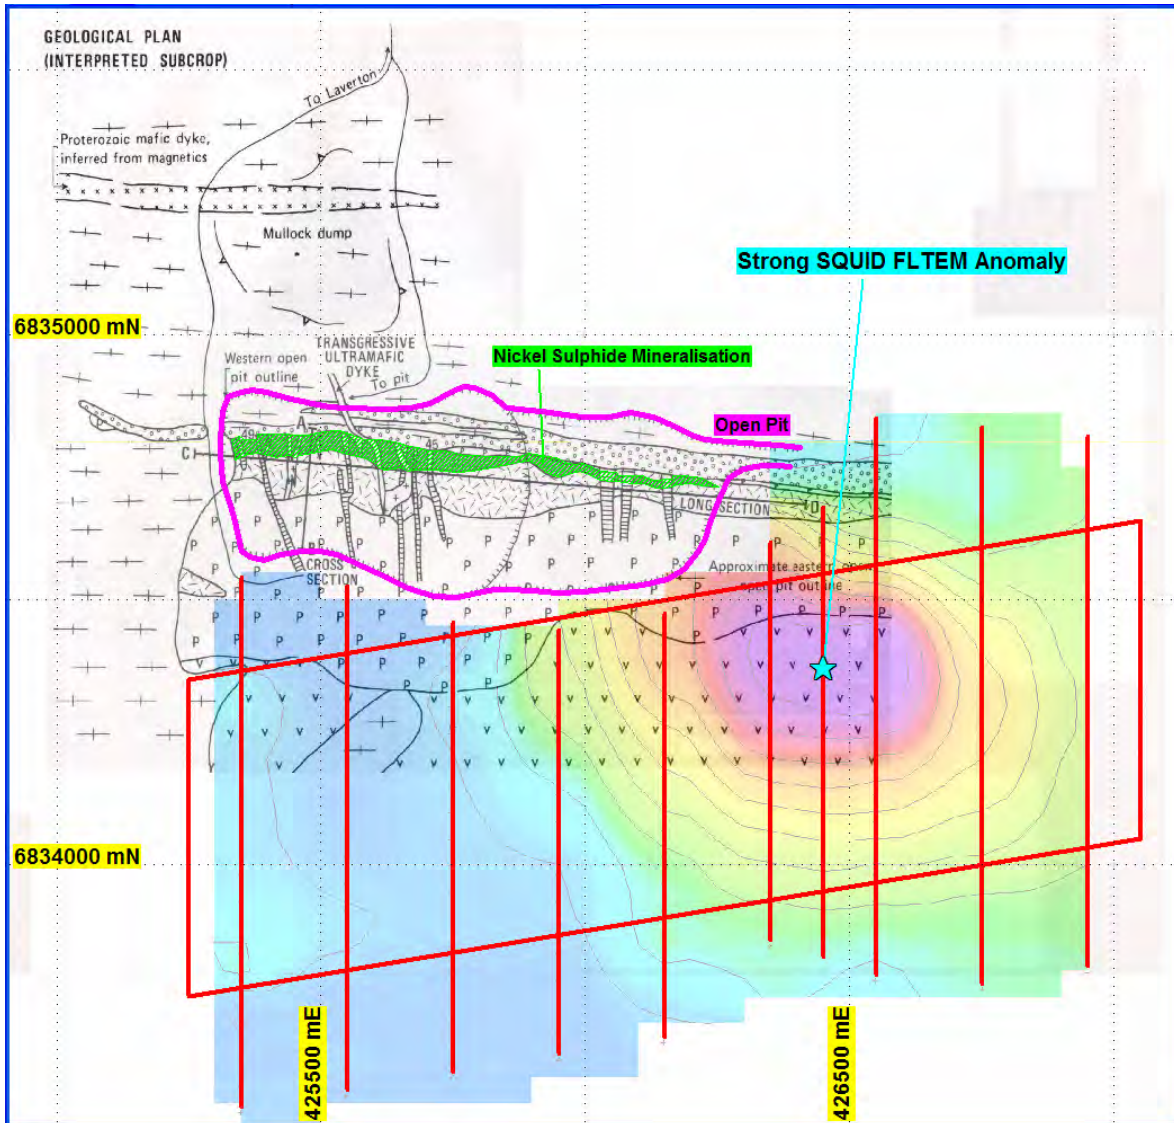 GEOLOGICAL PLAN
(INTERPRETED SUBCROP)
To Laverton
Proterozoic mafic dyke,
inferred from magnetics
Mullock dump
Strong SQUID FLTEM Anomaly
6835000 mN
Western open
pit outline
TRANSGRESSIVE
ULTRAMAFIC
DYKE
To pit
Nickel Sulphide Mineralisation
Open Pit
A
49
45
C
LONG SECTION
D
CROSS
SECTION
Approximate eastern open
pit outline
6834000 mN
425500 mE
426500 mE